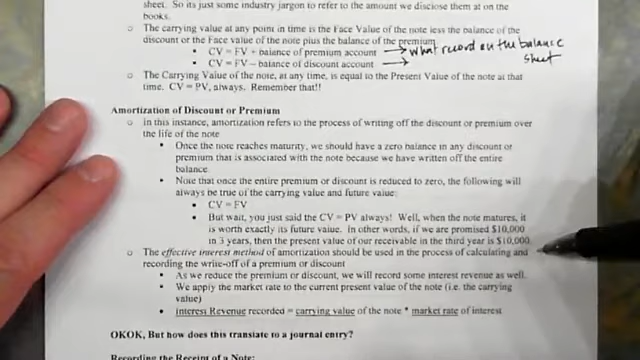 sheet. So its just some industry jargon to refer to the amount we disclose them at on the
books.
o The carrying value at any point in time is the Face Value of the note less the balance of the
discount or the Face value of the note plus the balance of the premium
▪ CV = FV + balance of premium account → what record on the balance
▪ CV = FV – balance of discount account → sheet
o The Carrying Value of the note, at any time, is equal to the Present Value of the note at that
time. CV = PV, always. Remember that!!
Amortization of Discount or Premium
o In this instance, amortization refers to the process of writing off the discount or premium over
the life of the note
▪ Once the note reaches maturity, we should have a zero balance in any discount or
premium that is associated with the note because we have written off the entire
balance
▪ Note that once the entire premium or discount is reduced to zero, the following will
always be true of the carrying value and future value:
▪ CV = FV
▪ But wait, you just said the CV = PV always! Well, when the note matures, it
is worth exactly its future value. In other words, if we are promised $10,000
in 3 years, then the present value of our receivable in the third year is $10,000.
o The effective interest method of amortization should be used in the process of calculating and
recording the write-off of a premium or discount
▪ As we reduce the premium or discount, we will record some interest revenue as well.
▪ We apply the market rate to the current present value of the note (i.e. the carrying
value)
▪ Interest Revenue recorded = carrying value of the note * market rate of interest
OKOK, But how does this translate to a journal entry?
Recording the Receipt of a Note: